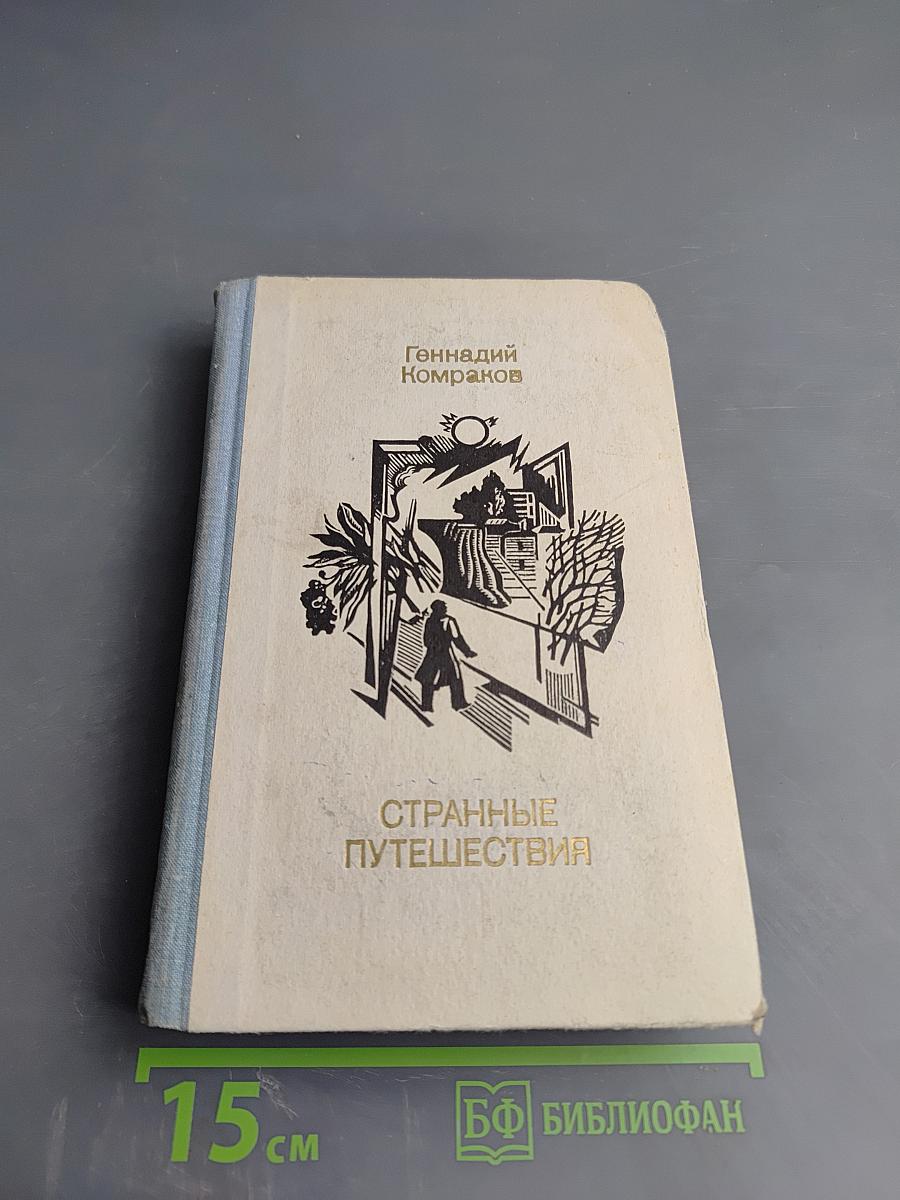 Геннадий
Комраков
СТРАННЫЕ
ПУТЕШЕСТВИЯ
15 см
БФ БИБЛИОФАН